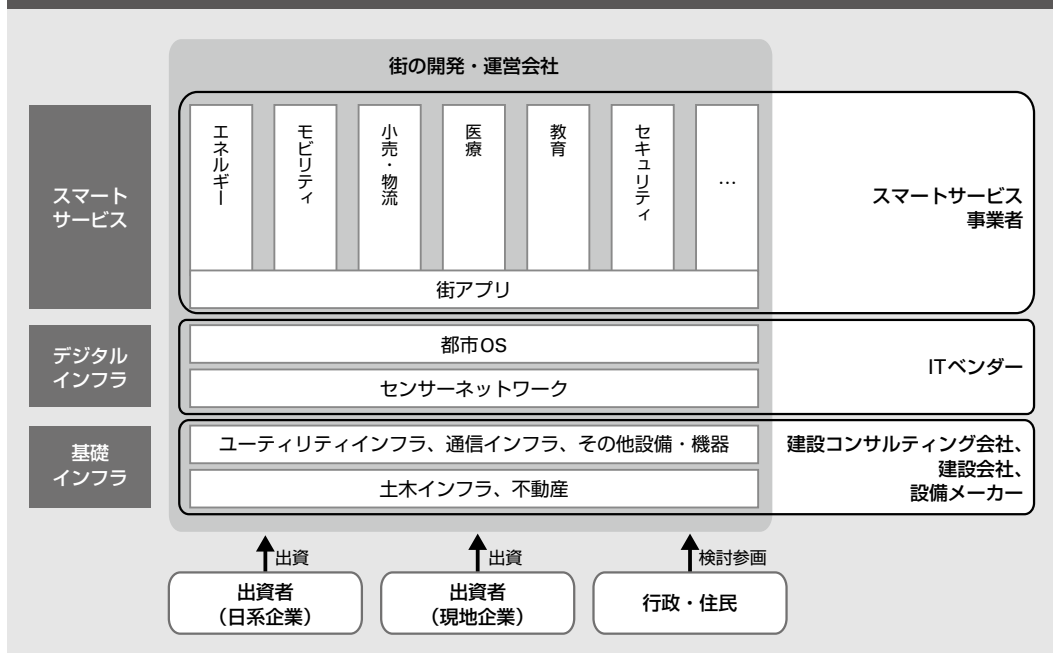 街の開発・運営会社
スマート
サービス
エネルギー
モビリティ
小売・物流
医療
教育
セキュリティ
…
街アプリ
スマートサービス
事業者
デジタル
インフラ
都市OS
センサーネットワーク
ITベンダー
基礎
インフラ
ユーティリティインフラ、通信インフラ、その他設備・機器
土木インフラ、不動産
建設コンサルティング会社、
建設会社、
設備メーカー
出資
出資
検討参画
出資者
（日系企業）
出資者
（現地企業）
行政・住民